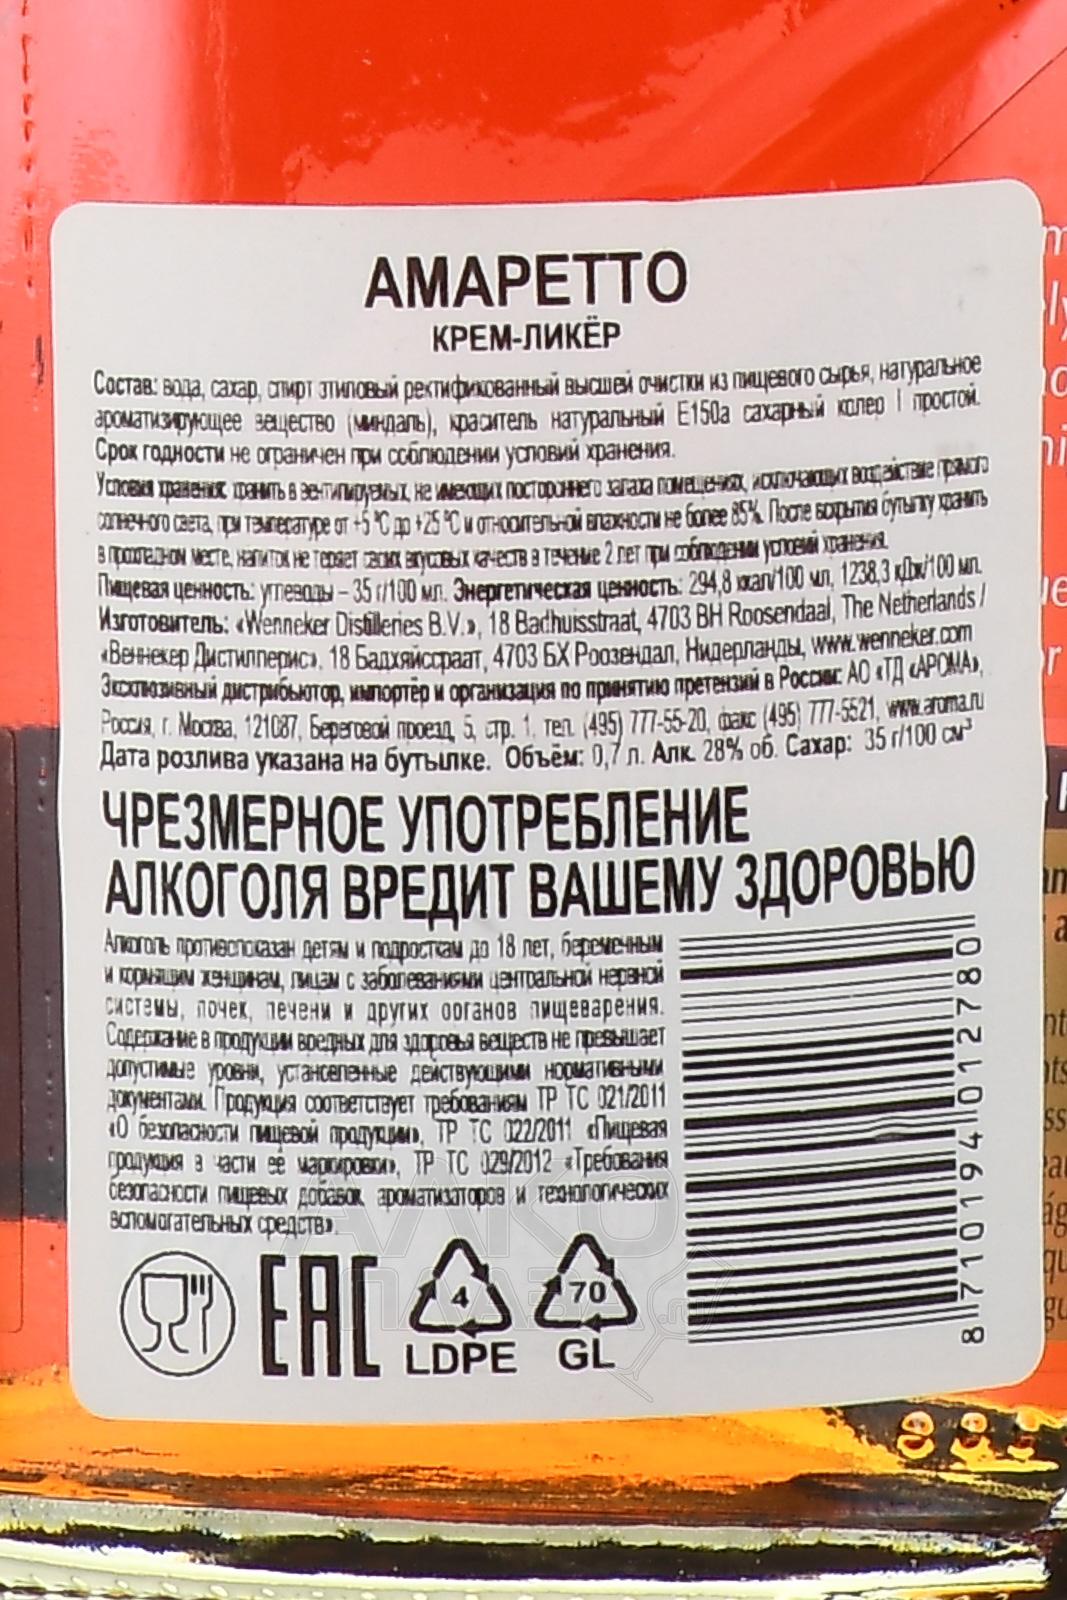 АМАРЕТТО
КРЕМ-ЛИКЁР
Состав: вода, сахар, спирт этиловый ректификованный высшей очистки из пищевого сырья, натуральное
ароматизирующее вещество (миндаль), краситель натуральный Е150а сахарный колер I простой.
Срок годности не ограничен при соблюдении условий хранения.
Условия хранения: хранить в вентилируемых, не имеющих постороннего запаха помещениях, исключающих воздействие прямого
солнечного света, при температуре от +5 °С до +25 °С и относительной влажности не более 85%. После вскрытия бутылку хранить
в прохладном месте, напиток не теряет своих вкусовых качеств в течение 2 лет при соблюдении условий хранения.
Пищевая ценность: углеводы – 35 г/100 мл. Энергетическая ценность: 294,8 ккал/100 мл, 1238,3 кДж/100 мл.
Изготовитель: «Wenneker Distilleries B.V.», 18 Badhuisstraat, 4703 BH Roosendaal, The Netherlands /
«Веннекер Дистиллерис», 18 Бадхяйсстраат, 4703 БХ Роозендал, Нидерланды, www.wenneker.com
Эксклюзивный дистрибьютор, импортёр и организация по принятию претензий в России: АО «ТД «АРОМА»,
Россия, г. Москва, 121087, Береговой проезд, 5, стр. 1, тел. (495) 777-55-20, факс (495) 777-5521, www.aroma.ru
Дата розлива указана на бутылке. Объём: 0,7 л. Алк. 28% об. Сахар: 35 г/100 см³
ЧРЕЗМЕРНОЕ УПОТРЕБЛЕНИЕ
АЛКОГОЛЯ ВРЕДИТ ВАШЕМУ ЗДОРОВЬЮ
Алкоголь противопоказан детям и подросткам до 18 лет, беременным
и кормящим женщинам, лицам с заболеваниями центральной нервной
системы, почек, печени и других органов пищеварения.
Содержание в продукции вредных для здоровья веществ не превышает
допустимые уровни, установленные действующими нормативными
документами. Продукция соответствует требованиям ТР ТС 021/2011
«О безопасности пищевой продукции», ТР ТС 022/2011 «Пищевая
продукция в части её маркировки», ТР ТС 029/2012 «Требования
безопасности пищевых добавок, ароматизаторов и технологических
вспомогательных средств».
8710194012780
EAC
4
LDPE
70
GL
АЛКО
ПЛАЗА.ru